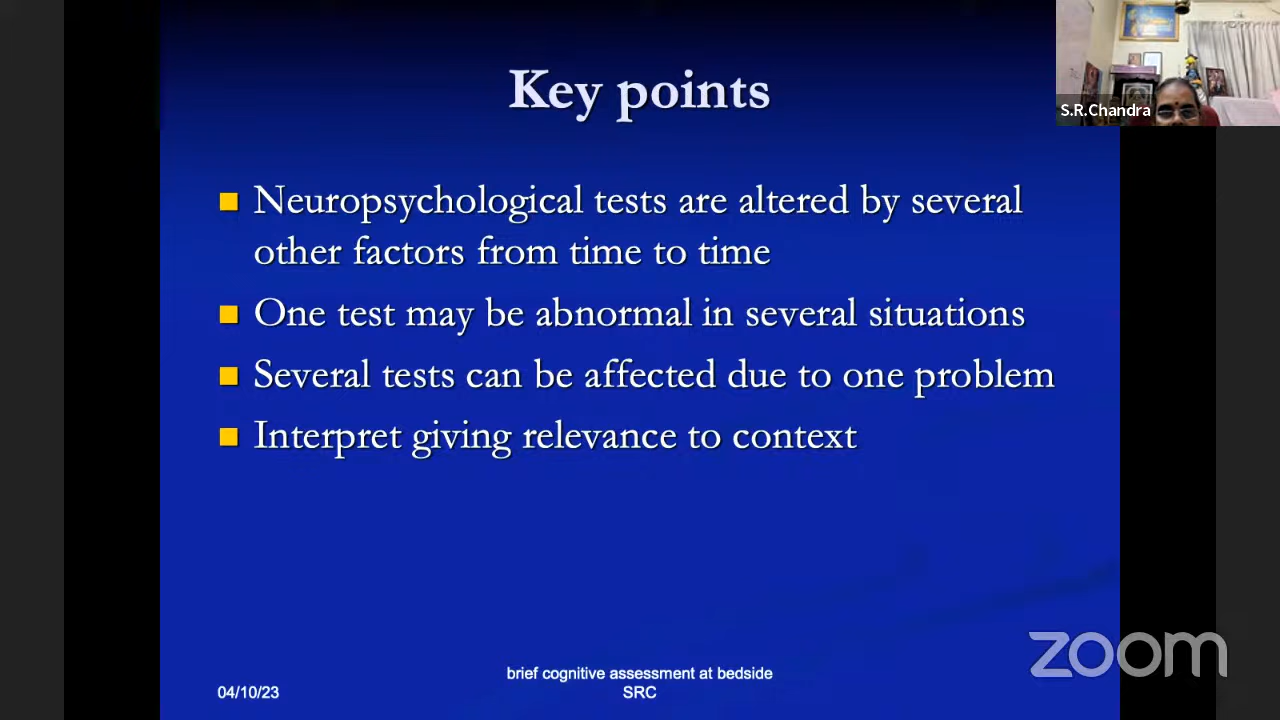 Key points
S.R.Chandra
Neuropsychological tests are altered by several
other factors from time to time
One test may be abnormal in several situations
Several tests can be affected due to one problem
Interpret giving relevance to context
zoom
04/10/23
brief cognitive assessment at bedside
SRC